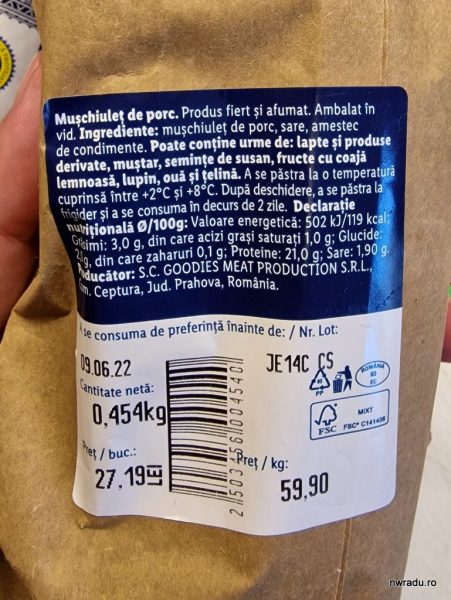 Mușchiuleț de porc. Produs fiert și afumat. Ambalat în
vid. Ingrediente: mușchiuleț de porc, sare, amestec
de condimente. Poate conține urme de: lapte și produse
derivate, muștar, semințe de susan, fructe cu coajă
lemnoasă, lupin, ouă și țelină. A se păstra la o temperatură
cuprinsă între +2°C și +8°C. După deschidere, a se păstra la
frigider și a se consuma în decurs de 2 zile. Declarație
nutrițională Ø/100g: Valoare energetică: 502 kJ/119 kcal;
Grăsimi: 3,0 g, din care acizi grași saturați 1,0 g; Glucide:
g, din care zaharuri 0,1 g; Proteine: 21,0 g; Sare: 1,90 g.
Producător: S.C. GOODIES MEAT PRODUCTION S.R.L.,
Com. Ceptura, Jud. Prahova, România.
A se consuma de preferință înainte de: / Nr. Lot:
09.06.22
JE14C CS
Cantitate netă:
0,454kg
PP
ROMÂNIA
93
EC
FSC
MIXT
FSC® C141408
Preț / buc.:
27,19LEI
Preț / kg:
59,90
nwradu.ro